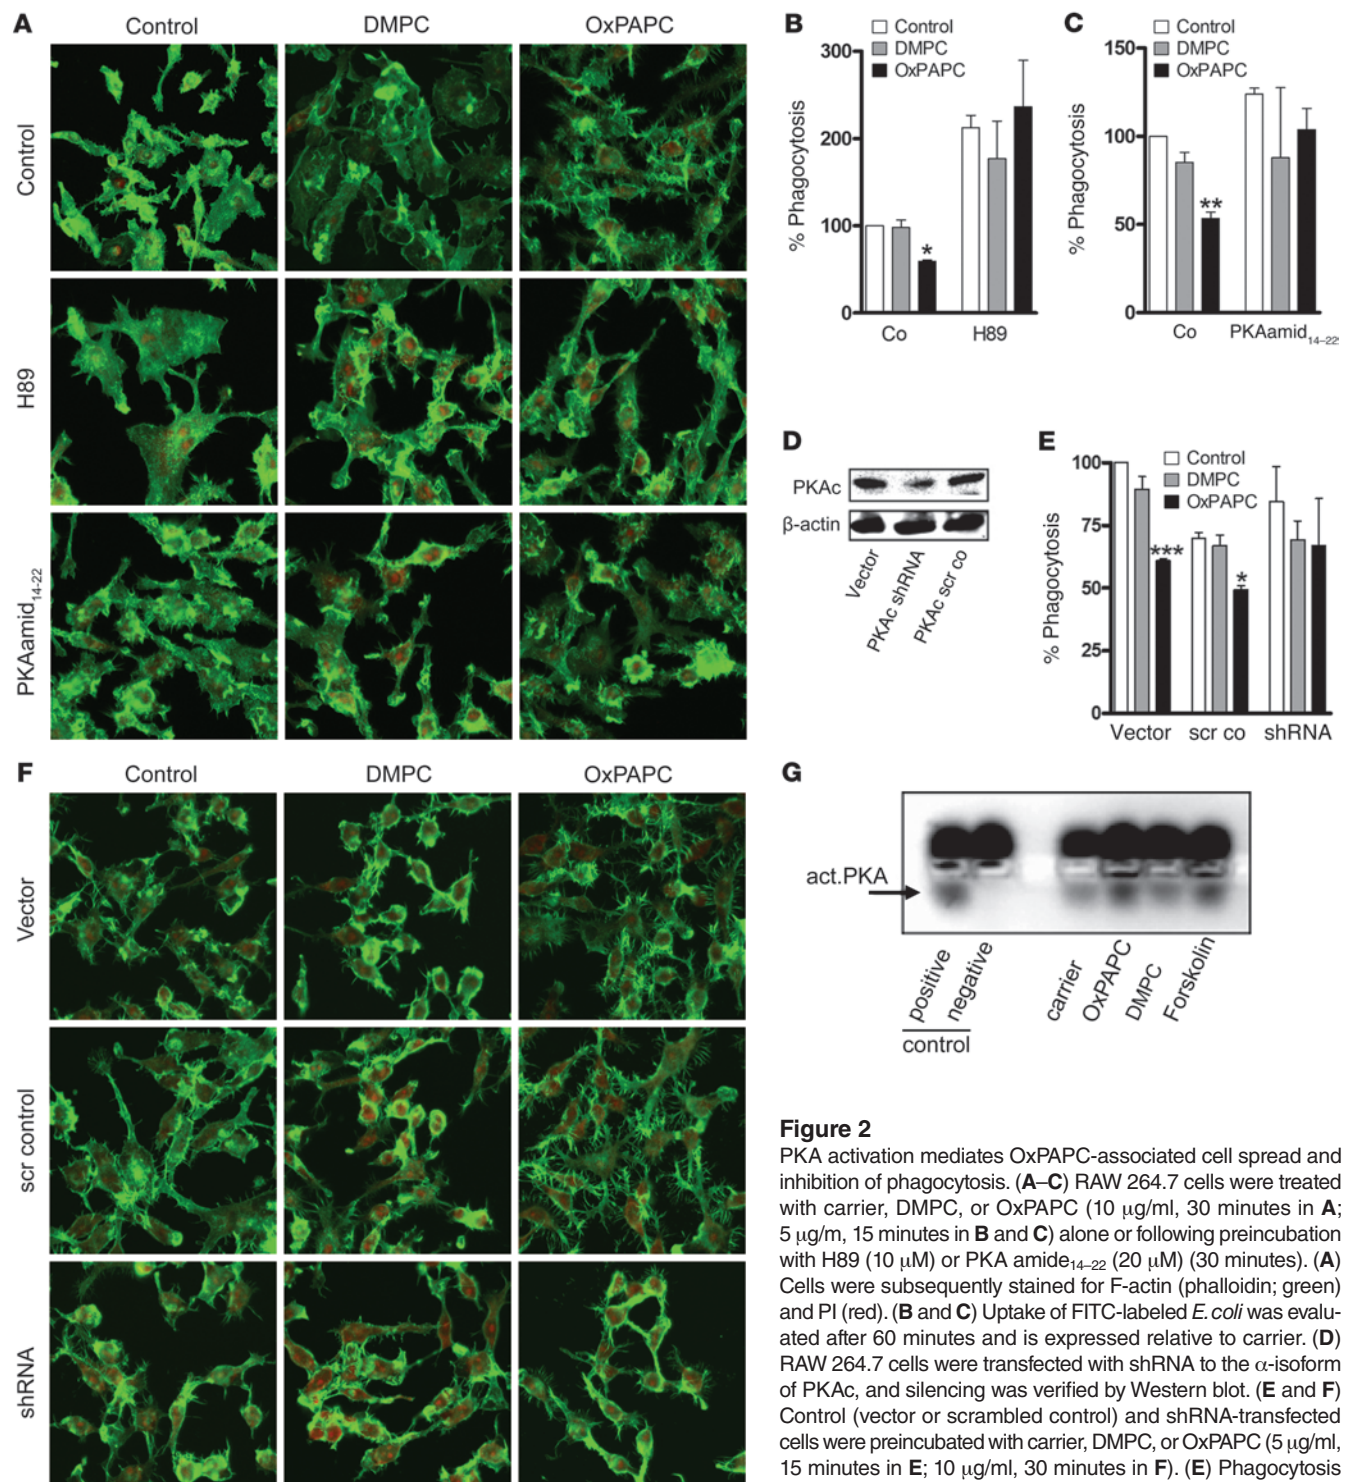 A
Control
DMPC
OxPAPC
Control
H89
PKAamid14–22
B
Control
DMPC
OxPAPC
% Phagocytosis
300
200
100
0
*
Co
H89
C
Control
DMPC
OxPAPC
% Phagocytosis
150
100
50
0
**
Co
PKAamid14–22
D
PKAc
β-actin
Vector
PKAc shRNA
PKAc scr co
E
Control
DMPC
OxPAPC
% Phagocytosis
100
75
50
25
0
***
*
Vector
scr co
shRNA
F
Control
DMPC
OxPAPC
Vector
scr control
shRNA
G
act.PKA
positive
negative
control
carrier
OxPAPC
DMPC
Forskolin
Figure 2
PKA activation mediates OxPAPC-associated cell spread and
inhibition of phagocytosis. (A–C) RAW 264.7 cells were treated
with carrier, DMPC, or OxPAPC (10 μg/ml, 30 minutes in A;
5 μg/m, 15 minutes in B and C) alone or following preincubation
with H89 (10 μM) or PKA amide14–22 (20 μM) (30 minutes). (A)
Cells were subsequently stained for F-actin (phalloidin; green)
and PI (red). (B and C) Uptake of FITC-labeled E. coli was evalu-
ated after 60 minutes and is expressed relative to carrier. (D)
RAW 264.7 cells were transfected with shRNA to the α-isoform
of PKAc, and silencing was verified by Western blot. (E and F)
Control (vector or scrambled control) and shRNA-transfected
cells were preincubated with carrier, DMPC, or OxPAPC (5 μg/ml,
15 minutes in E; 10 μg/ml, 30 minutes in F). (E) Phagocytosis